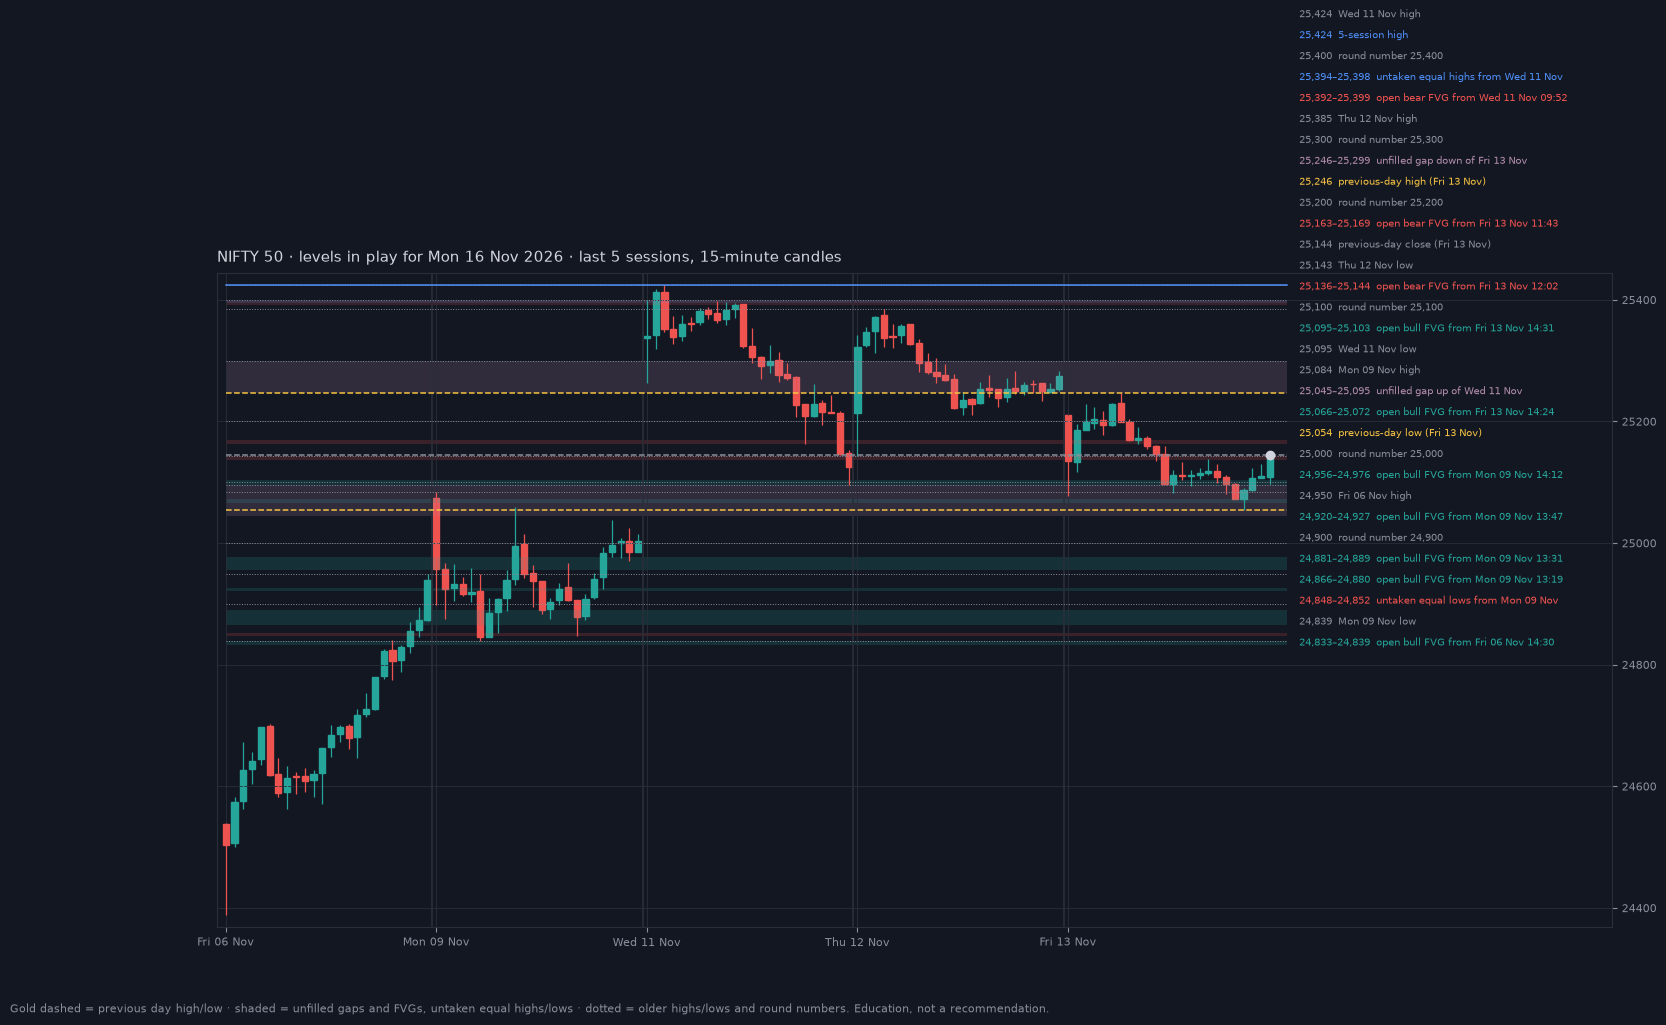 25,424 Wed 11 Nov high
25,424 5-session high
25,400 round number 25,400
25,394–25,398 untaken equal highs from Wed 11 Nov
25,392–25,399 open bear FVG from Wed 11 Nov 09:52
25,385 Thu 12 Nov high
25,300 round number 25,300
25,246–25,299 unfilled gap down of Fri 13 Nov
25,246 previous-day high (Fri 13 Nov)
25,200 round number 25,200
25,163–25,169 open bear FVG from Fri 13 Nov 11:43
25,144 previous-day close (Fri 13 Nov)
25,143 Thu 12 Nov low
25,136–25,144 open bear FVG from Fri 13 Nov 12:02
25,100 round number 25,100
25,095–25,103 open bull FVG from Fri 13 Nov 14:31
25,095 Wed 11 Nov low
25,084 Mon 09 Nov high
25,045–25,095 unfilled gap up of Wed 11 Nov
25,066–25,072 open bull FVG from Fri 13 Nov 14:24
25,054 previous-day low (Fri 13 Nov)
25,000 round number 25,000
24,956–24,976 open bull FVG from Mon 09 Nov 14:12
24,950 Fri 06 Nov high
24,920–24,927 open bull FVG from Mon 09 Nov 13:47
24,900 round number 24,900
24,881–24,889 open bull FVG from Mon 09 Nov 13:31
24,866–24,880 open bull FVG from Mon 09 Nov 13:19
24,848–24,852 untaken equal lows from Mon 09 Nov
24,839 Mon 09 Nov low
24,833–24,839 open bull FVG from Fri 06 Nov 14:30
NIFTY 50 · levels in play for Mon 16 Nov 2026 · last 5 sessions, 15-minute candles
25400
25200
25000
24800
24600
24400
Fri 06 Nov
Mon 09 Nov
Wed 11 Nov
Thu 12 Nov
Fri 13 Nov
Gold dashed = previous day high/low · shaded = unfilled gaps and FVGs, untaken equal highs/lows · dotted = older highs/lows and round numbers. Education, not a recommendation.